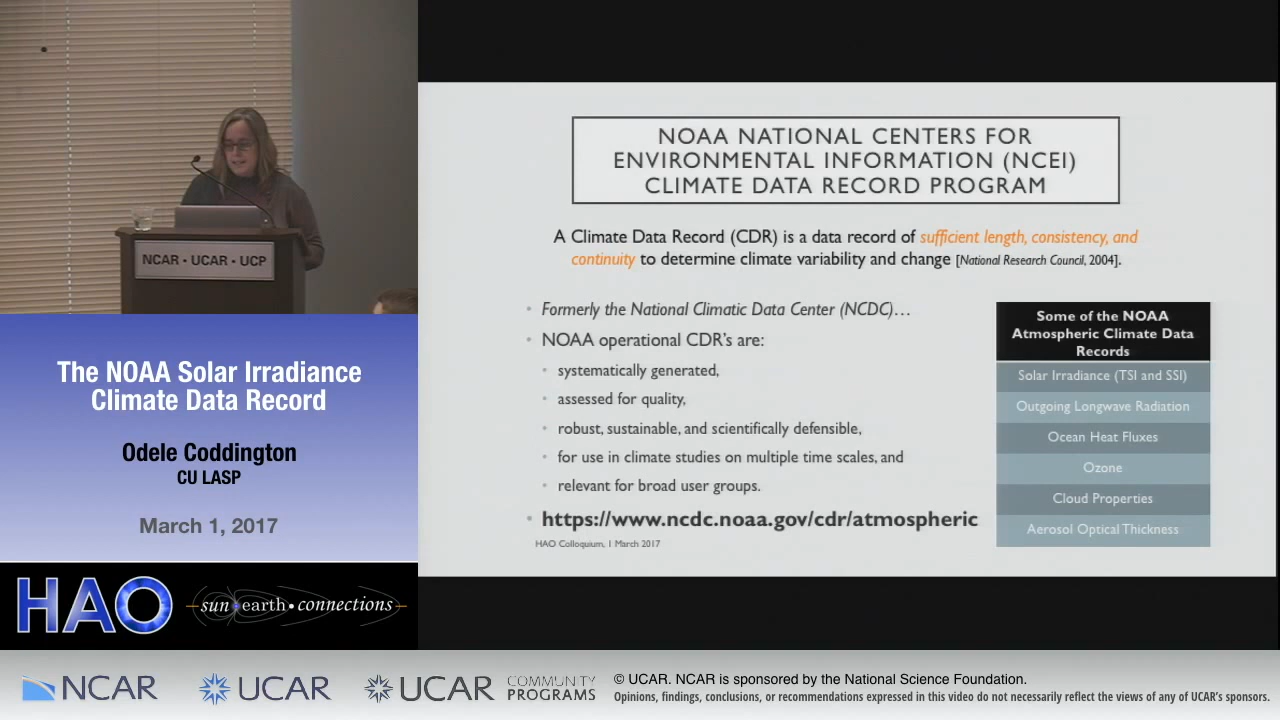 NCAR • UCAR • UCP
The NOAA Solar Irradiance
Climate Data Record
Odele Coddington
CU LASP
March 1, 2017
HAO
sun•earth•connections
NOAA NATIONAL CENTERS FOR
ENVIRONMENTAL INFORMATION (NCEI)
CLIMATE DATA RECORD PROGRAM
A Climate Data Record (CDR) is a data record of sufficient length, consistency, and
continuity to determine climate variability and change [National Research Council, 2004].
• Formerly the National Climatic Data Center (NCDC)…
• NOAA operational CDR's are:
• systematically generated,
• assessed for quality,
• robust, sustainable, and scientifically defensible,
• for use in climate studies on multiple time scales, and
• relevant for broad user groups.
• https://www.ncdc.noaa.gov/cdr/atmospheric
HAO Colloquium, 1 March 2017
Some of the NOAA
Atmospheric Climate Data
Records
Solar Irradiance (TSI and SSI)
Outgoing Longwave Radiation
Ocean Heat Fluxes
Ozone
Cloud Properties
Aerosol Optical Thickness
NCAR
UCAR
UCAR
COMMUNITY
PROGRAMS
© UCAR. NCAR is sponsored by the National Science Foundation.
Opinions, findings, conclusions, or recommendations expressed in this video do not necessarily reflect the views of any of UCAR's sponsors.